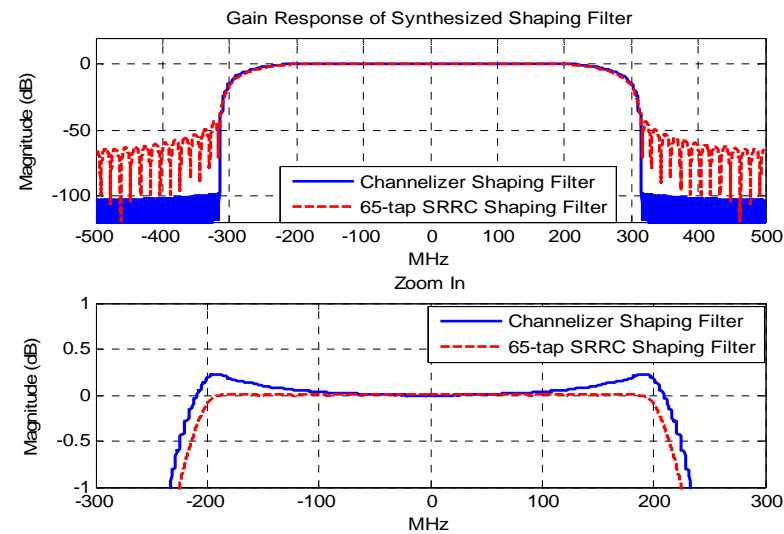 Gain Response of Synthesized Shaping Filter
Magnitude (dB)
0
-50
-100
Channelizer Shaping Filter
65-tap SRRC Shaping Filter
-500 -400 -300 -200 -100 0 100 200 300 400 500
MHz
Zoom In
Magnitude (dB)
1
0.5
0
-0.5
-1
Channelizer Shaping Filter
65-tap SRRC Shaping Filter
-300 -200 -100 0 100 200 300
MHz